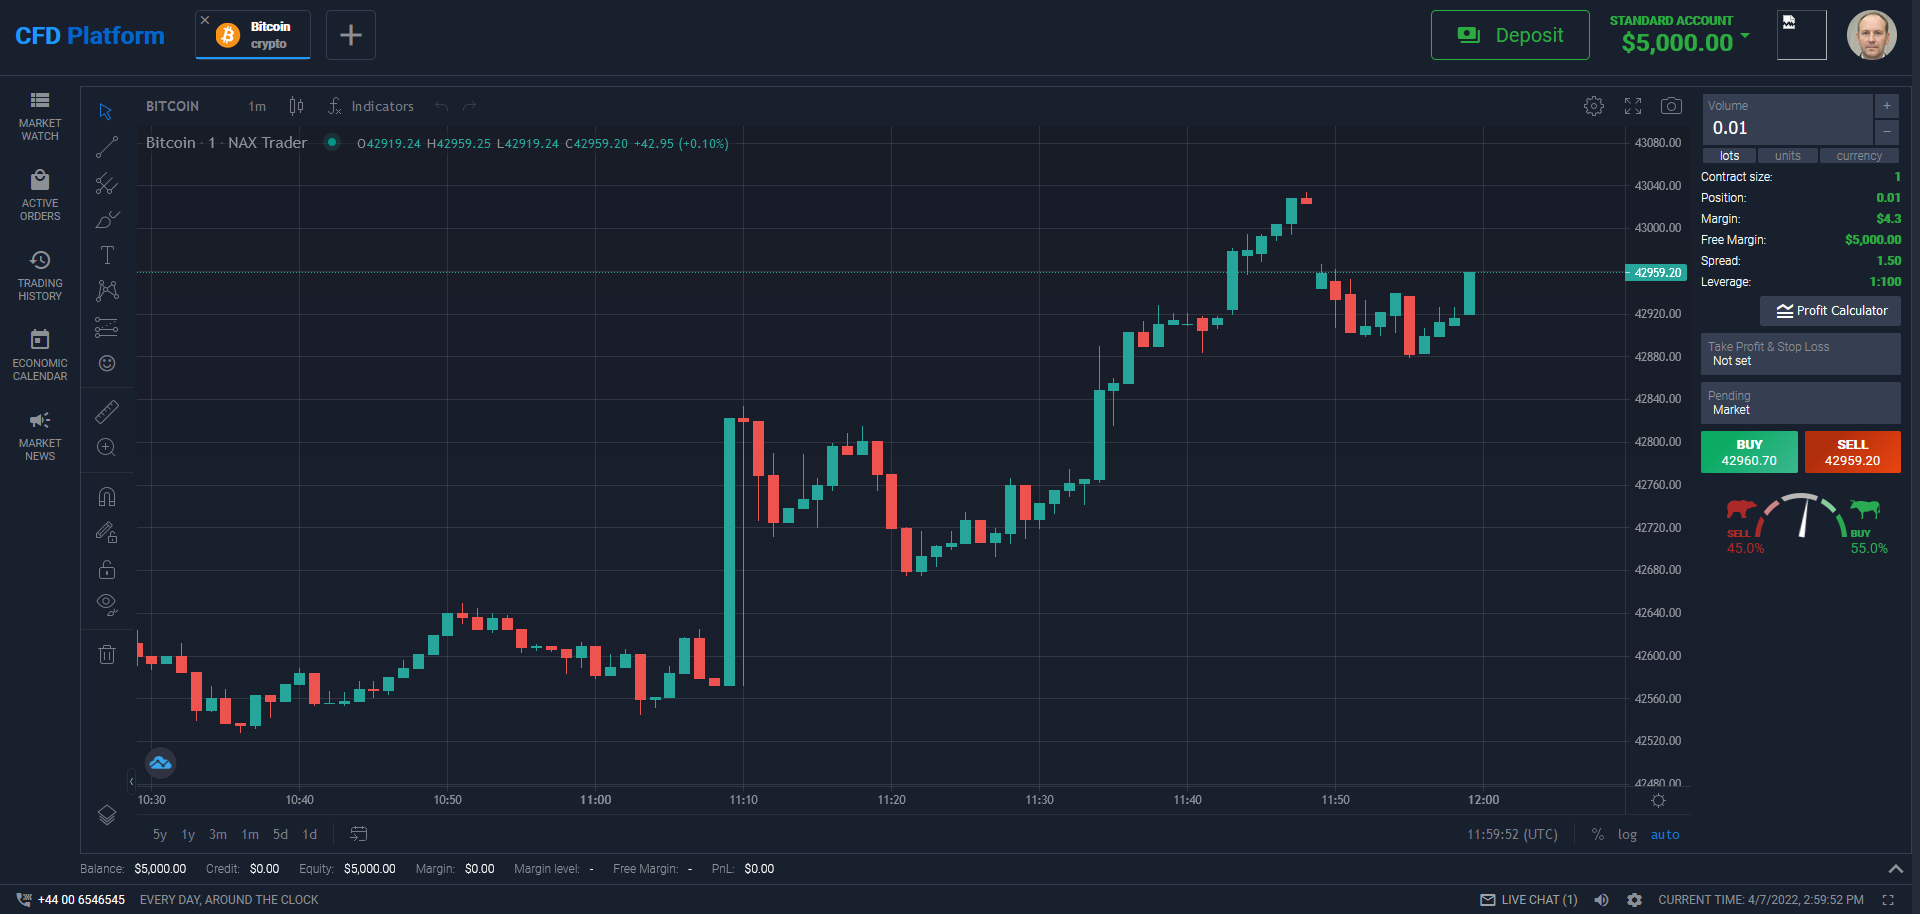 CFD Platform
Bitcoin
crypto
Deposit
STANDARD ACCOUNT
$5,000.00
MARKET
WATCH
ACTIVE
ORDERS
TRADING
HISTORY
ECONOMIC
CALENDAR
MARKET
NEWS
BITCOIN 1m Indicators
Bitcoin · 1 · NAX Trader O42919.24 H42959.25 L42919.24 C42959.20 +42.95 (+0.10%)
43080.00
43040.00
43000.00
42959.20
42920.00
42880.00
42840.00
42800.00
42760.00
42720.00
42680.00
42640.00
42600.00
42560.00
42520.00
42480.00
10:30 10:40 10:50 11:00 11:10 11:20 11:30 11:40 11:50 12:00
5y 1y 3m 1m 5d 1d
11:59:52 (UTC) % log auto
Volume
0.01
+
−
lots units currency
Contract size: 1
Position: 0.01
Margin: $4.3
Free Margin: $5,000.00
Spread: 1.50
Leverage: 1:100
Profit Calculator
Take Profit & Stop Loss
Not set
Pending
Market
BUY
42960.70
SELL
42959.20
SELL
45.0%
BUY
55.0%
Balance: $5,000.00 Credit: $0.00 Equity: $5,000.00 Margin: $0.00 Margin level: - Free Margin: - PnL: $0.00
+44 00 6546545 EVERY DAY, AROUND THE CLOCK
LIVE CHAT (1) CURRENT TIME: 4/7/2022, 2:59:52 PM